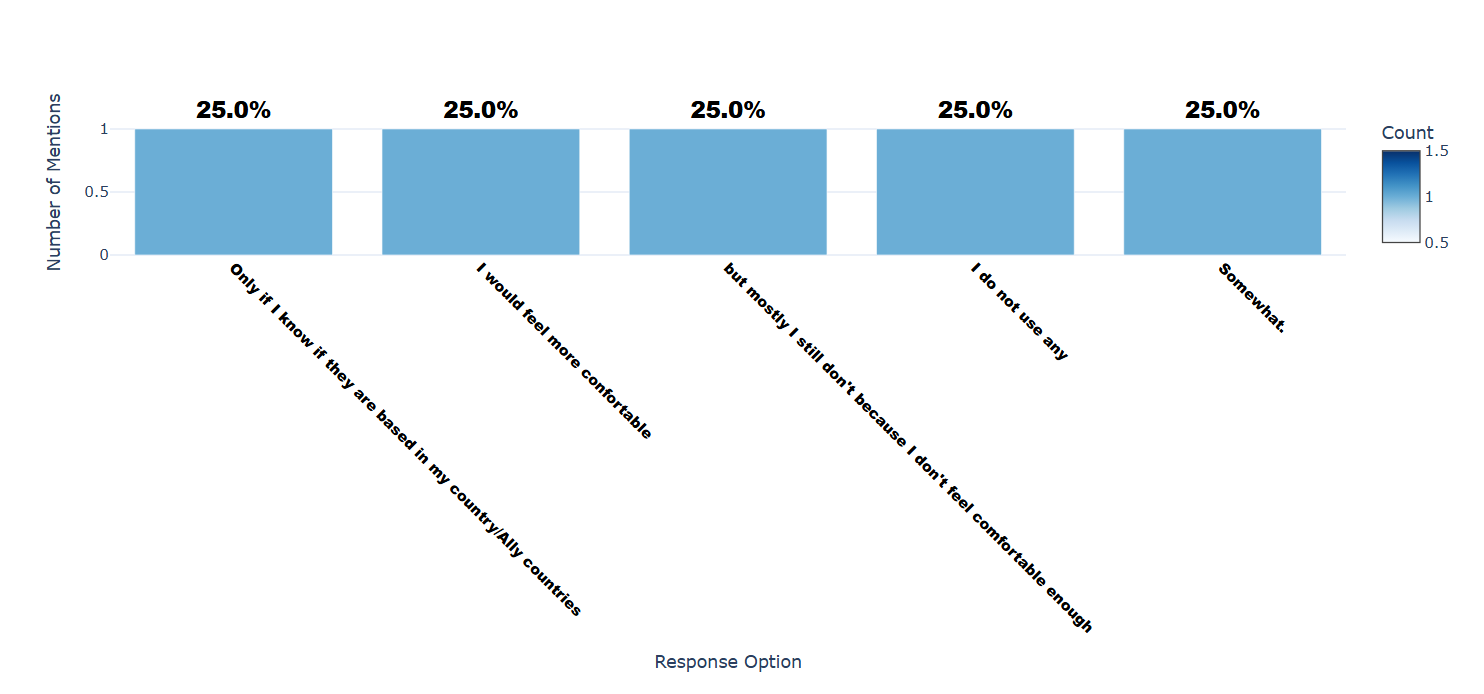 25.0% 25.0% 25.0% 25.0% 25.0%
Number of Mentions
1
0.5
0
Only if I know if they are based in my country/Ally countries
I would feel more confortable
but mostly I still don't because I don't feel comfortable enough
I do not use any
Somewhat.
Response Option
Count
1.5
1
0.5